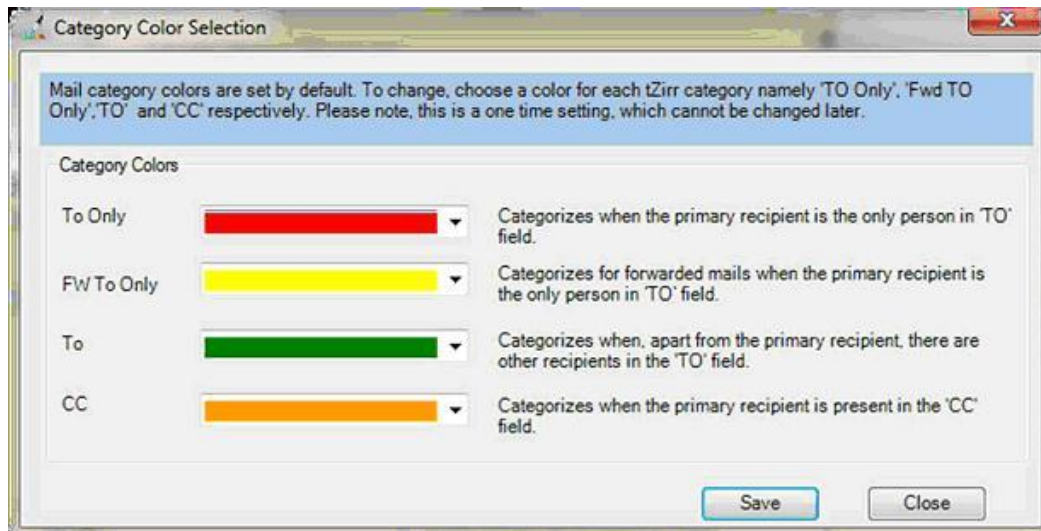 Category Color Selection
Mail category colors are set by default. To change, choose a color for each tZirr category namely 'TO Only', 'Fwd TO
Only','TO' and 'CC' respectively. Please note, this is a one time setting, which cannot be changed later.
Category Colors
To Only
Categorizes when the primary recipient is the only person in 'TO'
field.
FW To Only
Categorizes for forwarded mails when the primary recipient is
the only person in 'TO' field.
To
Categorizes when, apart from the primary recipient, there are
other recipients in the 'TO' field.
CC
Categorizes when the primary recipient is present in the 'CC'
field.
Save
Close